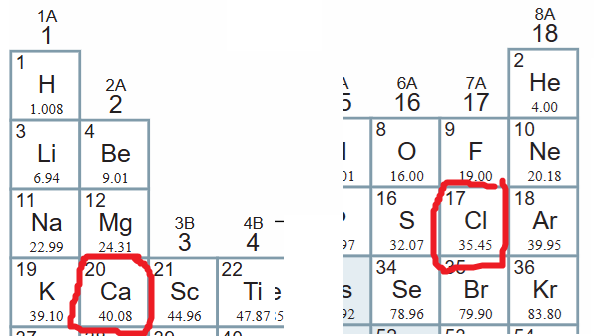 1A
1
8A
18
1
H
1.008
2A
2
6A
16
7A
17
2
He
4.00
3
Li
6.94
4
Be
9.01
8
O
16.00
9
F
19.00
10
Ne
20.18
11
Na
22.99
12
Mg
24.31
3B
3
4B
4
16
S
32.07
17
Cl
35.45
18
Ar
39.95
19
K
39.10
20
Ca
40.08
21
Sc
44.96
22
Ti
47.87
34
Se
78.96
35
Br
79.90
36
Kr
83.80